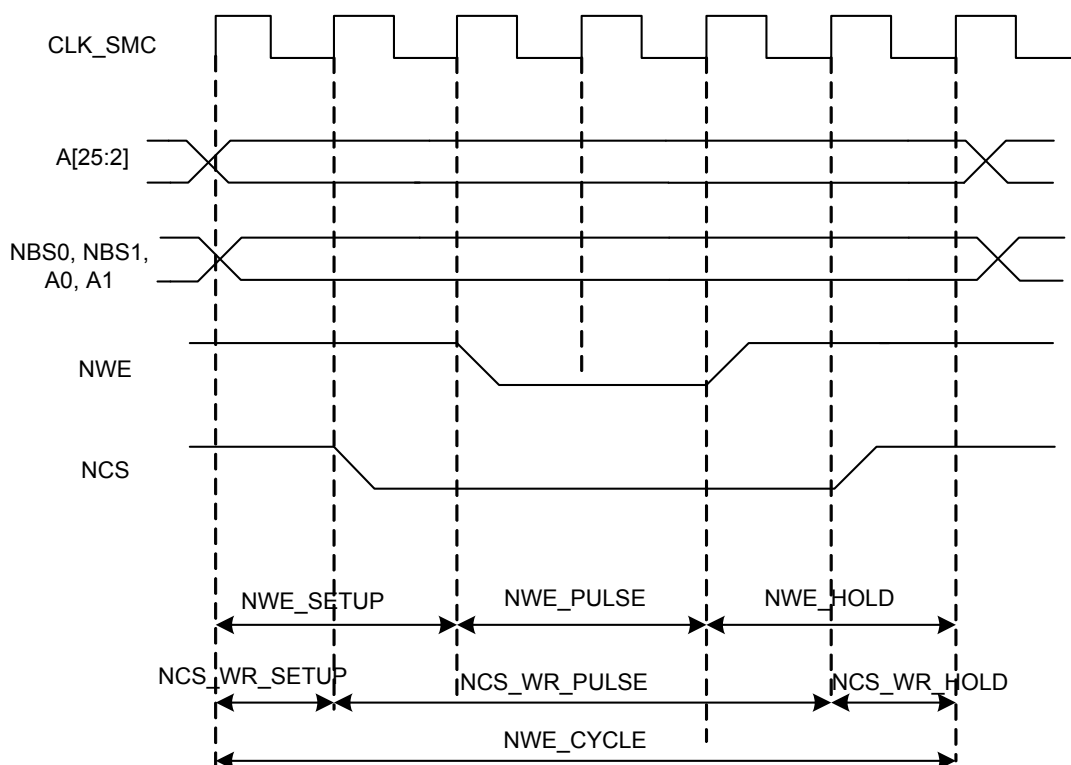 CLK_SMC
A[25:2]
NBS0, NBS1,
A0, A1
NWE
NCS
NWE_SETUP
NWE_PULSE
NWE_HOLD
NCS_WR_SETUP
NCS_WR_PULSE
NCS_WR_HOLD
NWE_CYCLE